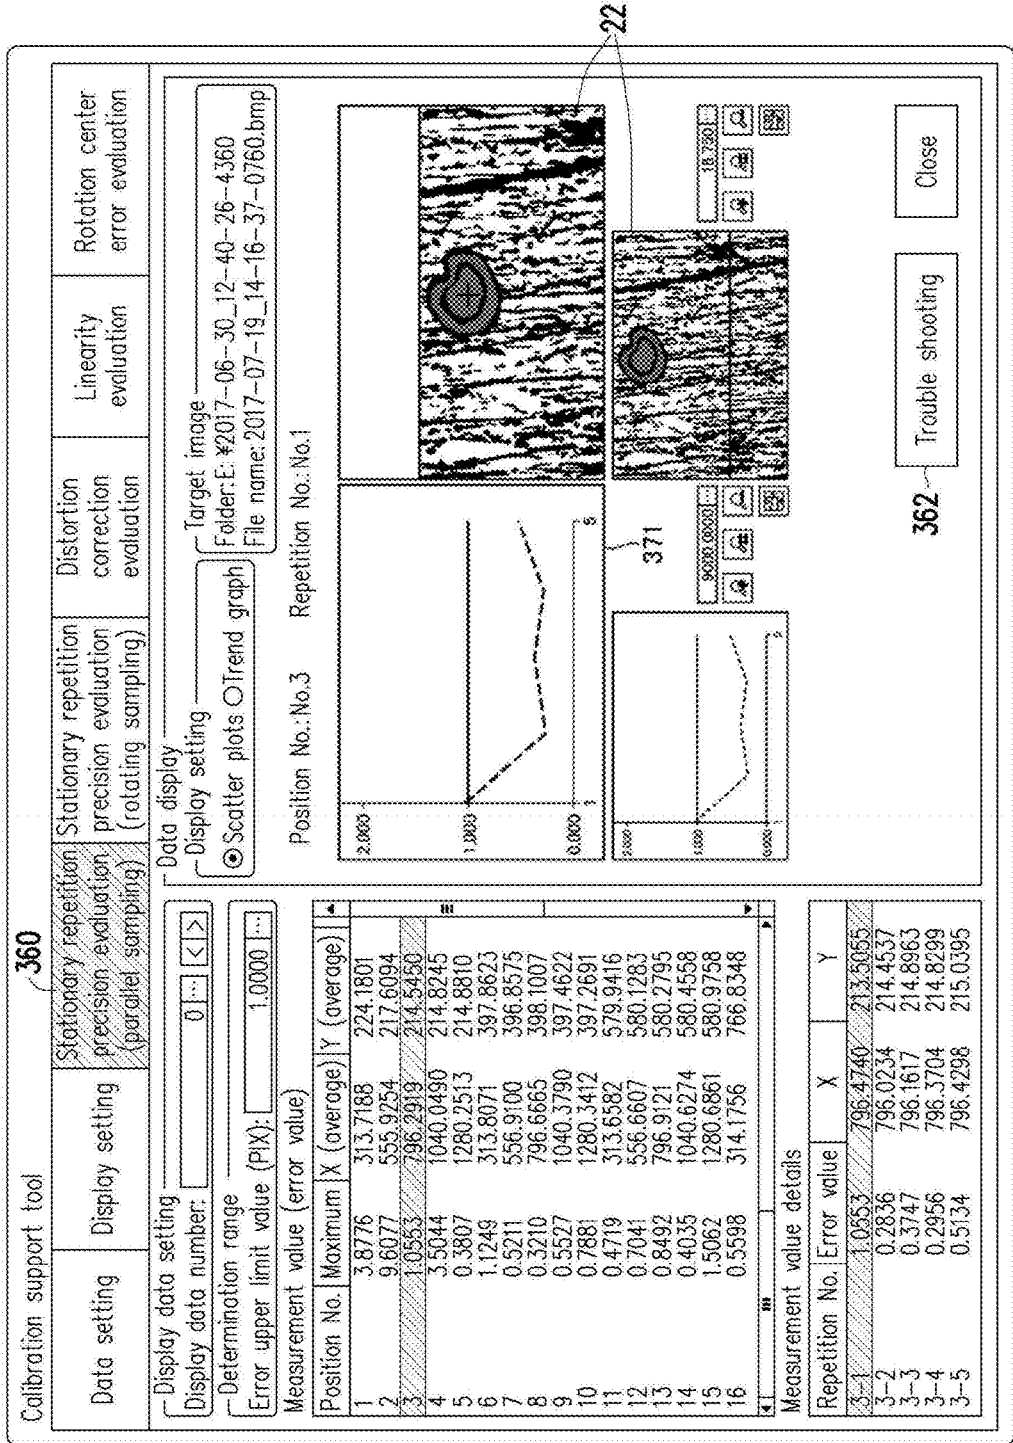 Calibration support tool
360
Data setting
Display setting
Stationary repetition
precision evaluation
(parallel sampling)
Stationary repetition
precision evaluation
(rotating sampling)
Distortion
correction
evaluation
Linearity
evaluation
Rotation center
error evaluation
Display data setting
Display data number: 0 ... < >
Determination range
Error upper limit value (PIX): 1.0000 ...
Measurement value (error value)
Position No. Maximum X (average) Y (average)
1 3.8776 313.7188 224.1801
2 9.6077 555.9254 217.6094
3 1.0553 796.2919 214.5450
4 3.5044 1040.0490 214.8245
5 0.3807 1280.2513 214.8810
6 1.1249 313.8071 397.8623
7 0.5211 556.9100 396.8575
8 0.3210 796.6665 398.1007
9 0.5527 1040.3790 397.4622
10 0.7881 1280.3412 397.2691
11 0.4719 313.6582 579.9416
12 0.7041 556.6607 580.1283
13 0.8492 796.9121 580.2795
14 0.4035 1040.6274 580.4558
15 1.5062 1280.6861 580.9758
16 0.5598 314.1756 766.8348
Measurement value details
Repetition No. Error value X Y
3-1 1.0553 796.4740 213.5055
3-2 0.2836 796.0234 214.4537
3-3 0.3747 796.1617 214.8963
3-4 0.2956 796.3704 214.8299
3-5 0.5134 796.4298 215.0395
Data display
Display setting
Scatter plots Trend graph
Target image
Folder:E:¥2017-06-30_12-40-26-4360
File name:2017-07-19_14-16-37-0760.bmp
Position No.:No.3 Repetition No.:No.1
2.000
1.000
0.000
1 5
371
22
2.000
1.000
0.000
1
9000.0000 ...
18.730 ...
362
Trouble shooting
Close